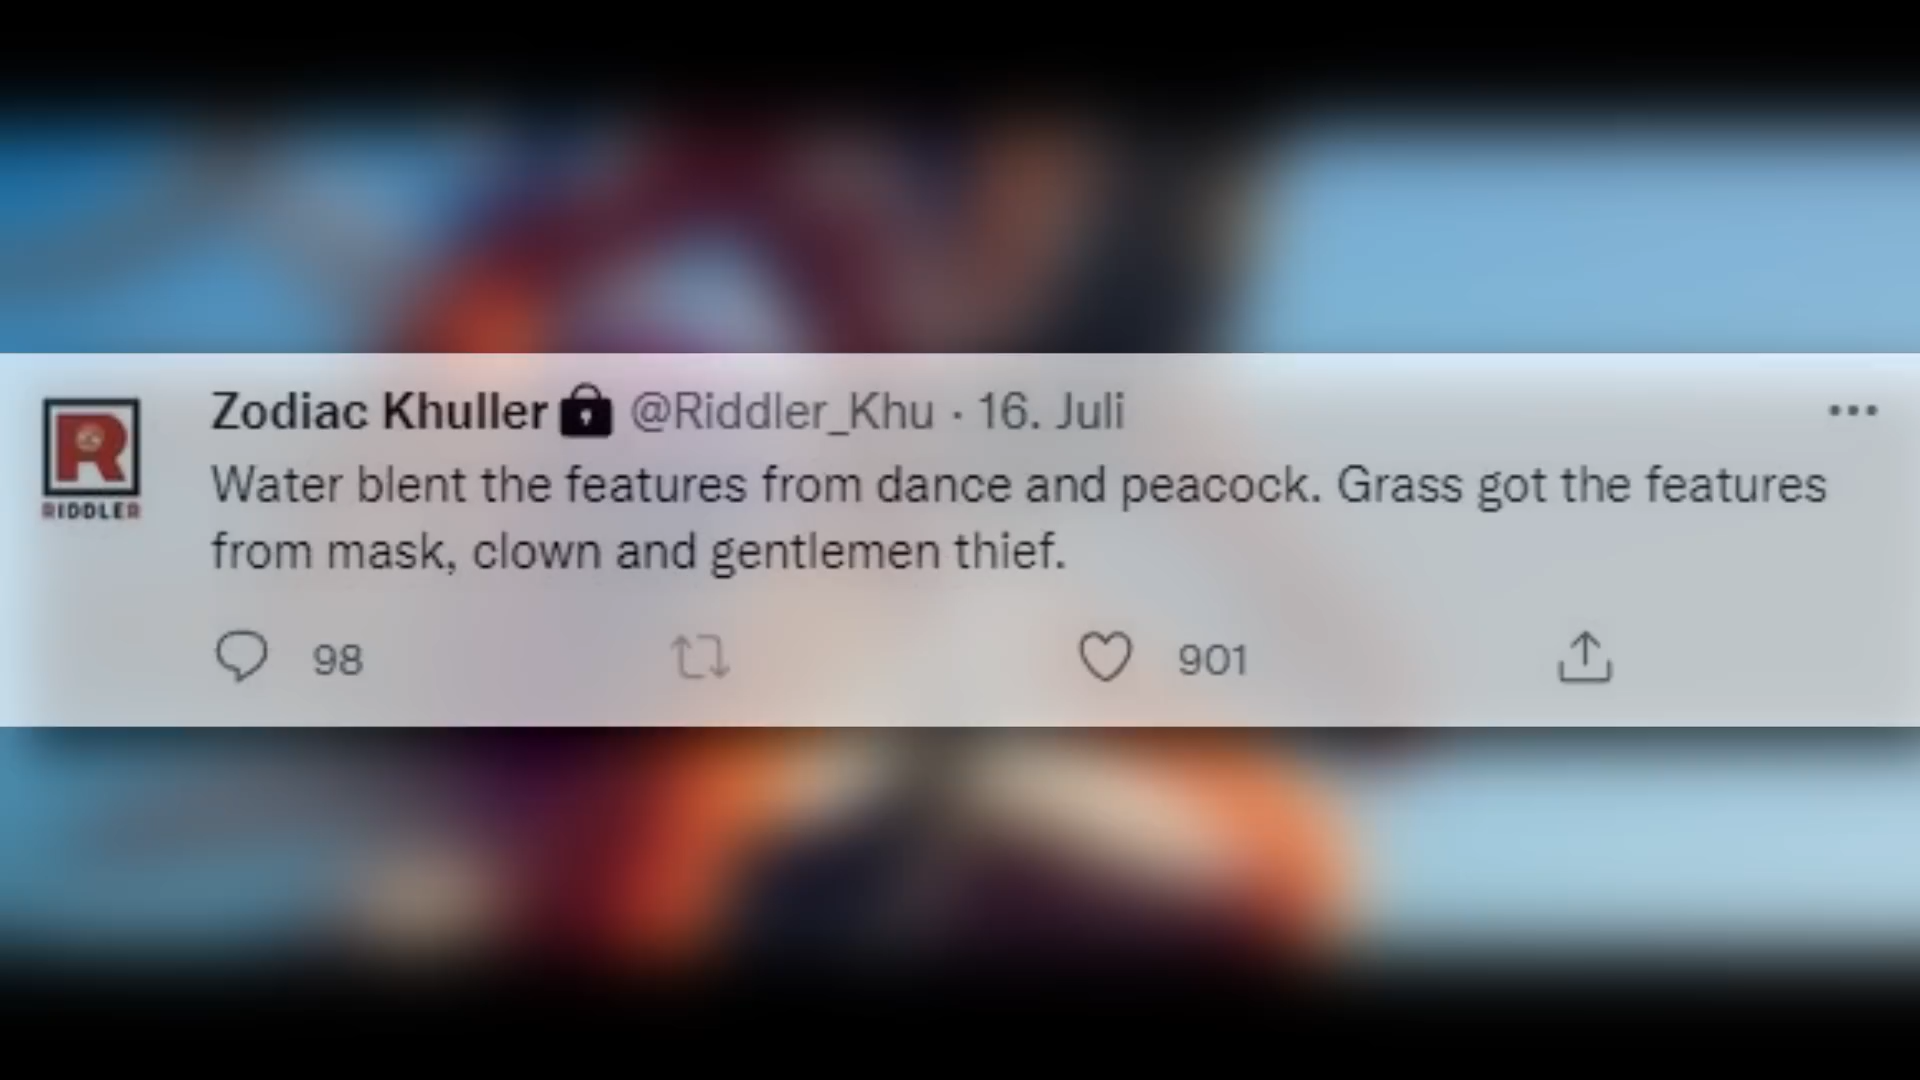 Zodiac Khuller @Riddler_Khu · 16. Juli
Water blent the features from dance and peacock. Grass got the features
from mask, clown and gentlemen thief.
R
RIDDLER
98
901